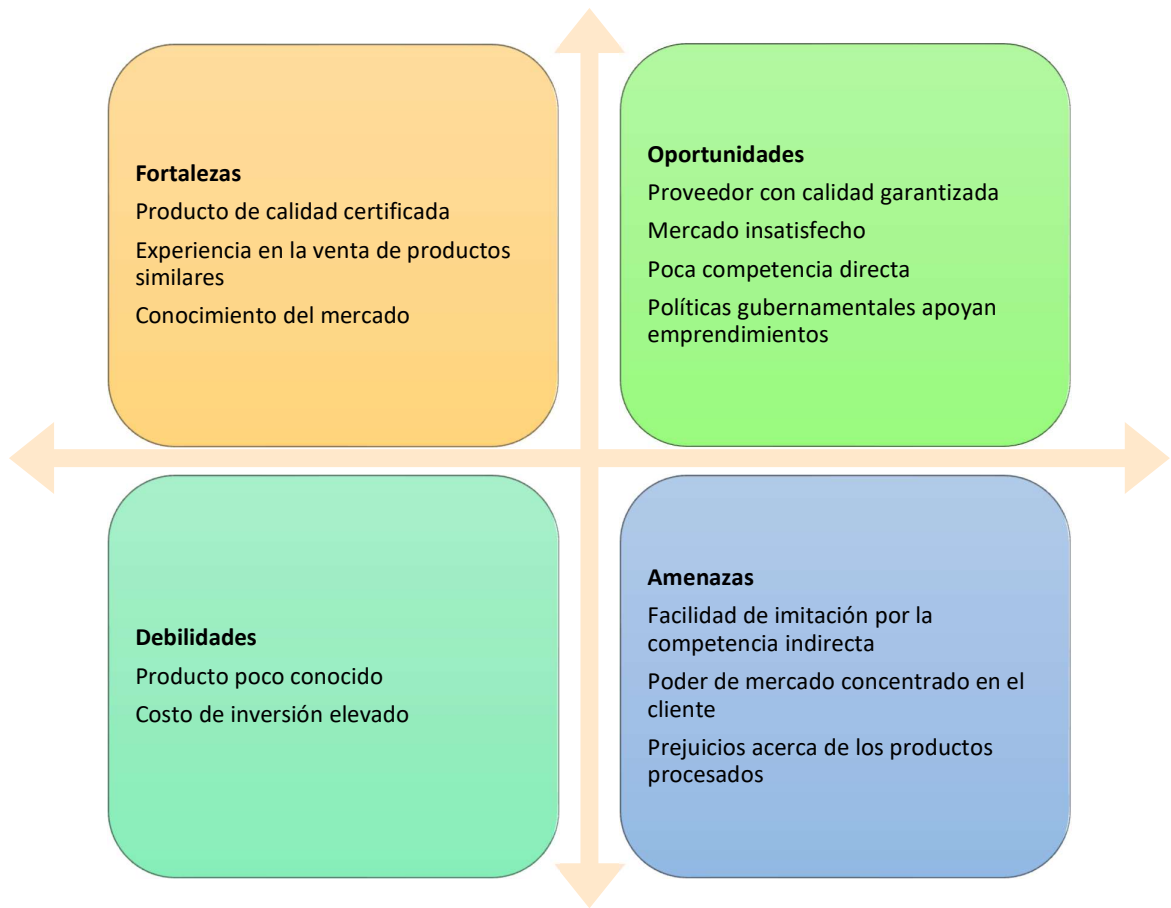 Fortalezas
Producto de calidad certificada
Experiencia en la venta de productos
similares
Conocimiento del mercado
Oportunidades
Proveedor con calidad garantizada
Mercado insatisfecho
Poca competencia directa
Políticas gubernamentales apoyan
emprendimientos
Debilidades
Producto poco conocido
Costo de inversión elevado
Amenazas
Facilidad de imitación por la
competencia indirecta
Poder de mercado concentrado en el
cliente
Prejuicios acerca de los productos
procesados